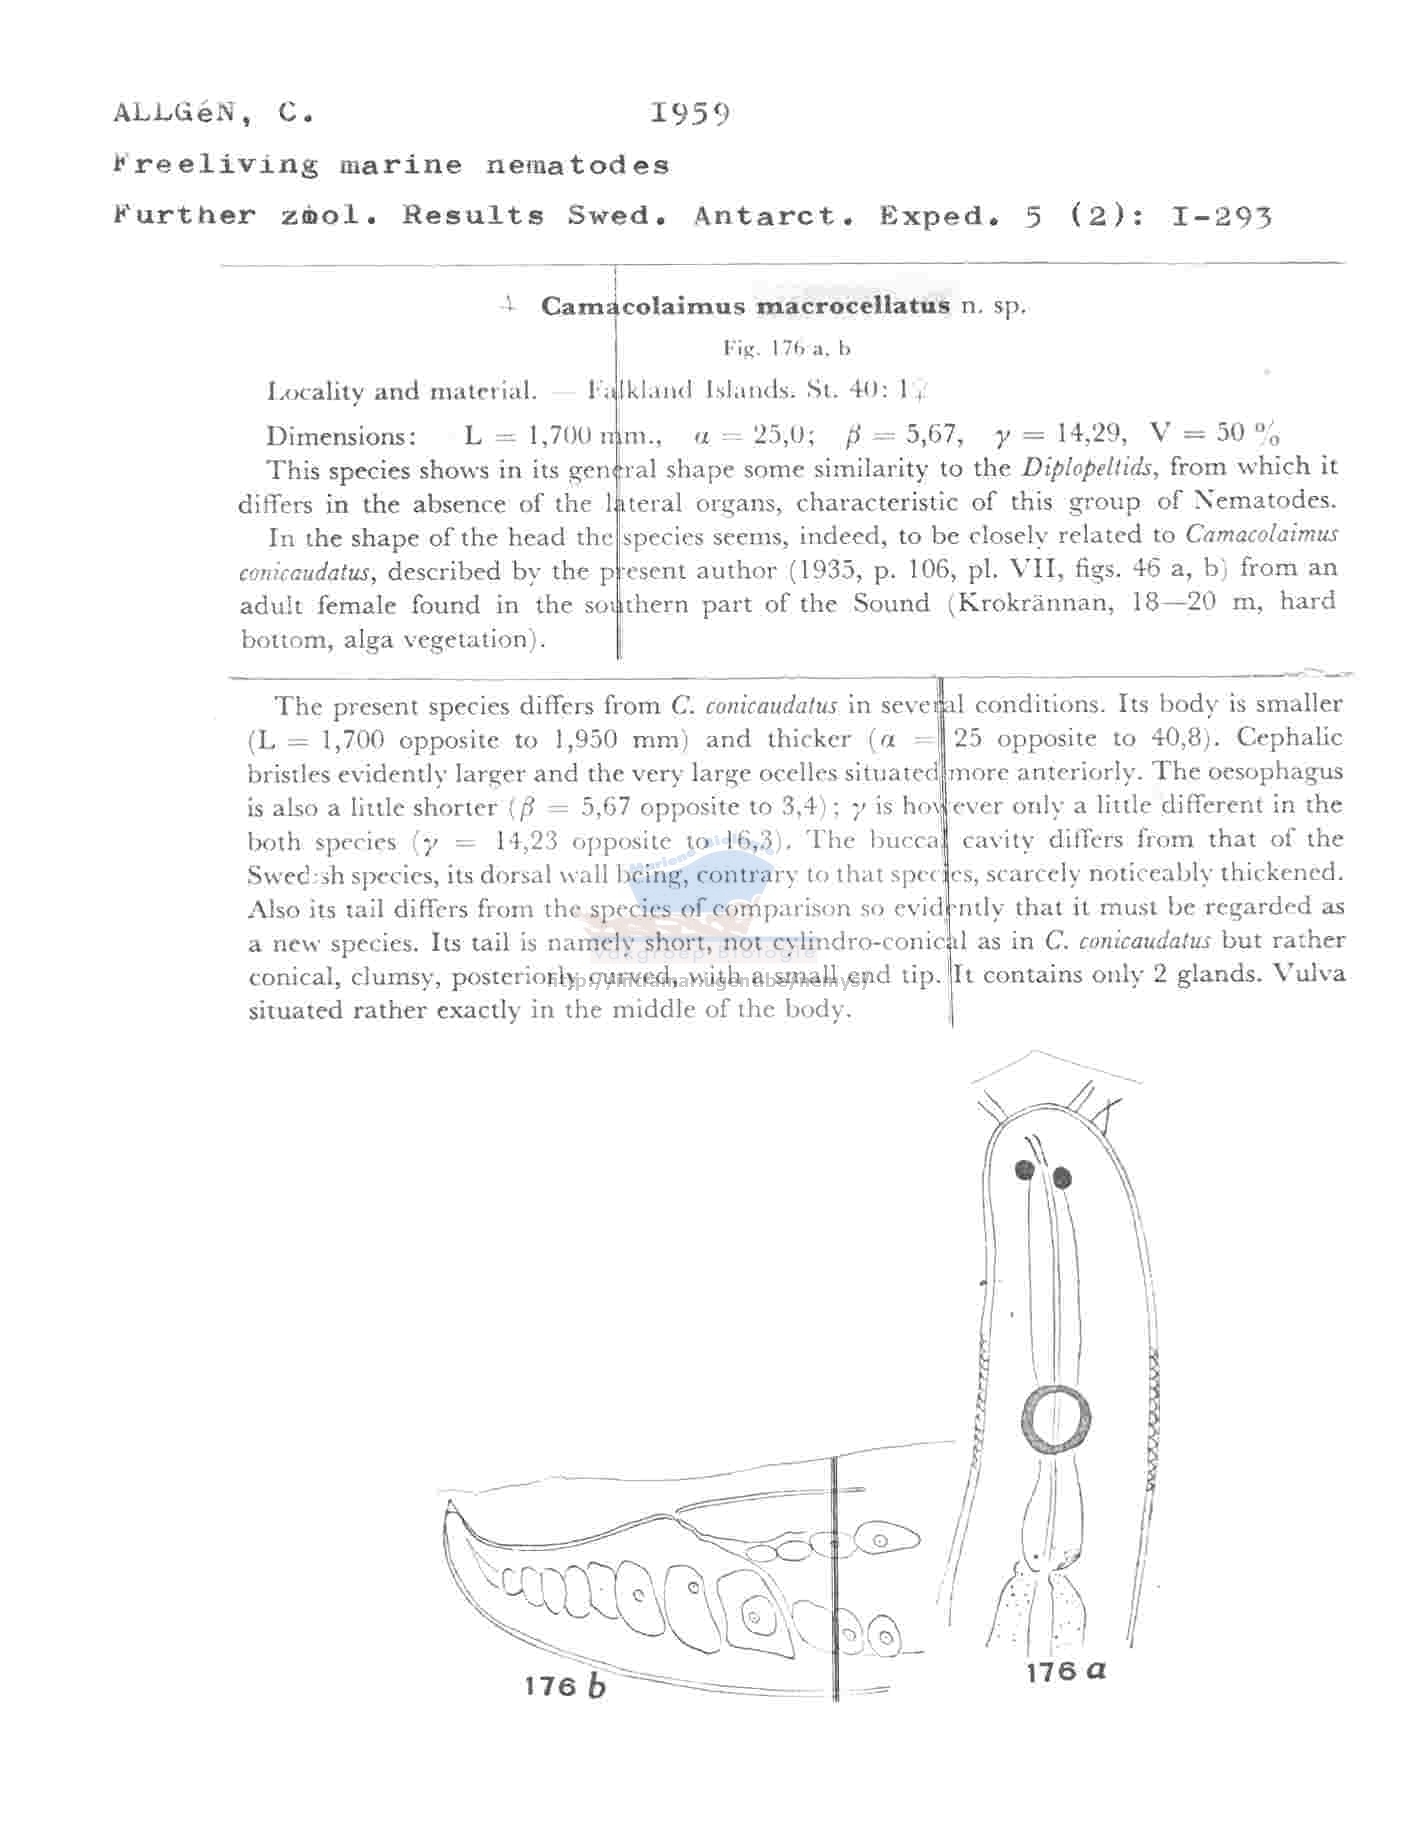 ALLGéN, C. I959
Freeliving marine nematodes
Further zool. Results Swed. Antarct. Exped. 5 (2): I-293
Camacolaimus macrocellatus n. sp.
Fig. 176 a, b
Locality and material. — Falkland Islands. St. 40: 1 ♀
Dimensions: L = 1,700 mm., α = 25,0; β = 5,67, γ = 14,29, V = 50 %
This species shows in its general shape some similarity to the Diplopeltids, from which it
differs in the absence of the lateral organs, characteristic of this group of Nematodes.
In the shape of the head the species seems, indeed, to be closely related to Camacolaimus
conicaudatus, described by the present author (1935, p. 106, pl. VII, figs. 46 a, b) from an
adult female found in the southern part of the Sound (Krokrännan, 18—20 m, hard
bottom, alga vegetation).
The present species differs from C. conicaudatus in several conditions. Its body is smaller
(L = 1,700 opposite to 1,950 mm) and thicker (α = 25 opposite to 40,8). Cephalic
bristles evidently larger and the very large ocelles situated more anteriorly. The oesophagus
is also a little shorter (β = 5,67 opposite to 3,4); γ is however only a little different in the
both species (γ = 14,23 opposite to 16,3). The buccal cavity differs from that of the
Swedish species, its dorsal wall being, contrary to that species, scarcely noticeably thickened.
Also its tail differs from the species of comparison so evidently that it must be regarded as
a new species. Its tail is namely short, not cylindro-conical as in C. conicaudatus but rather
Vakgroep Biologie
conical, clumsy, posteriorly curved, with a small end tip. It contains only 2 glands. Vulva
situated rather exactly in the middle of the body.
176 a
176 b